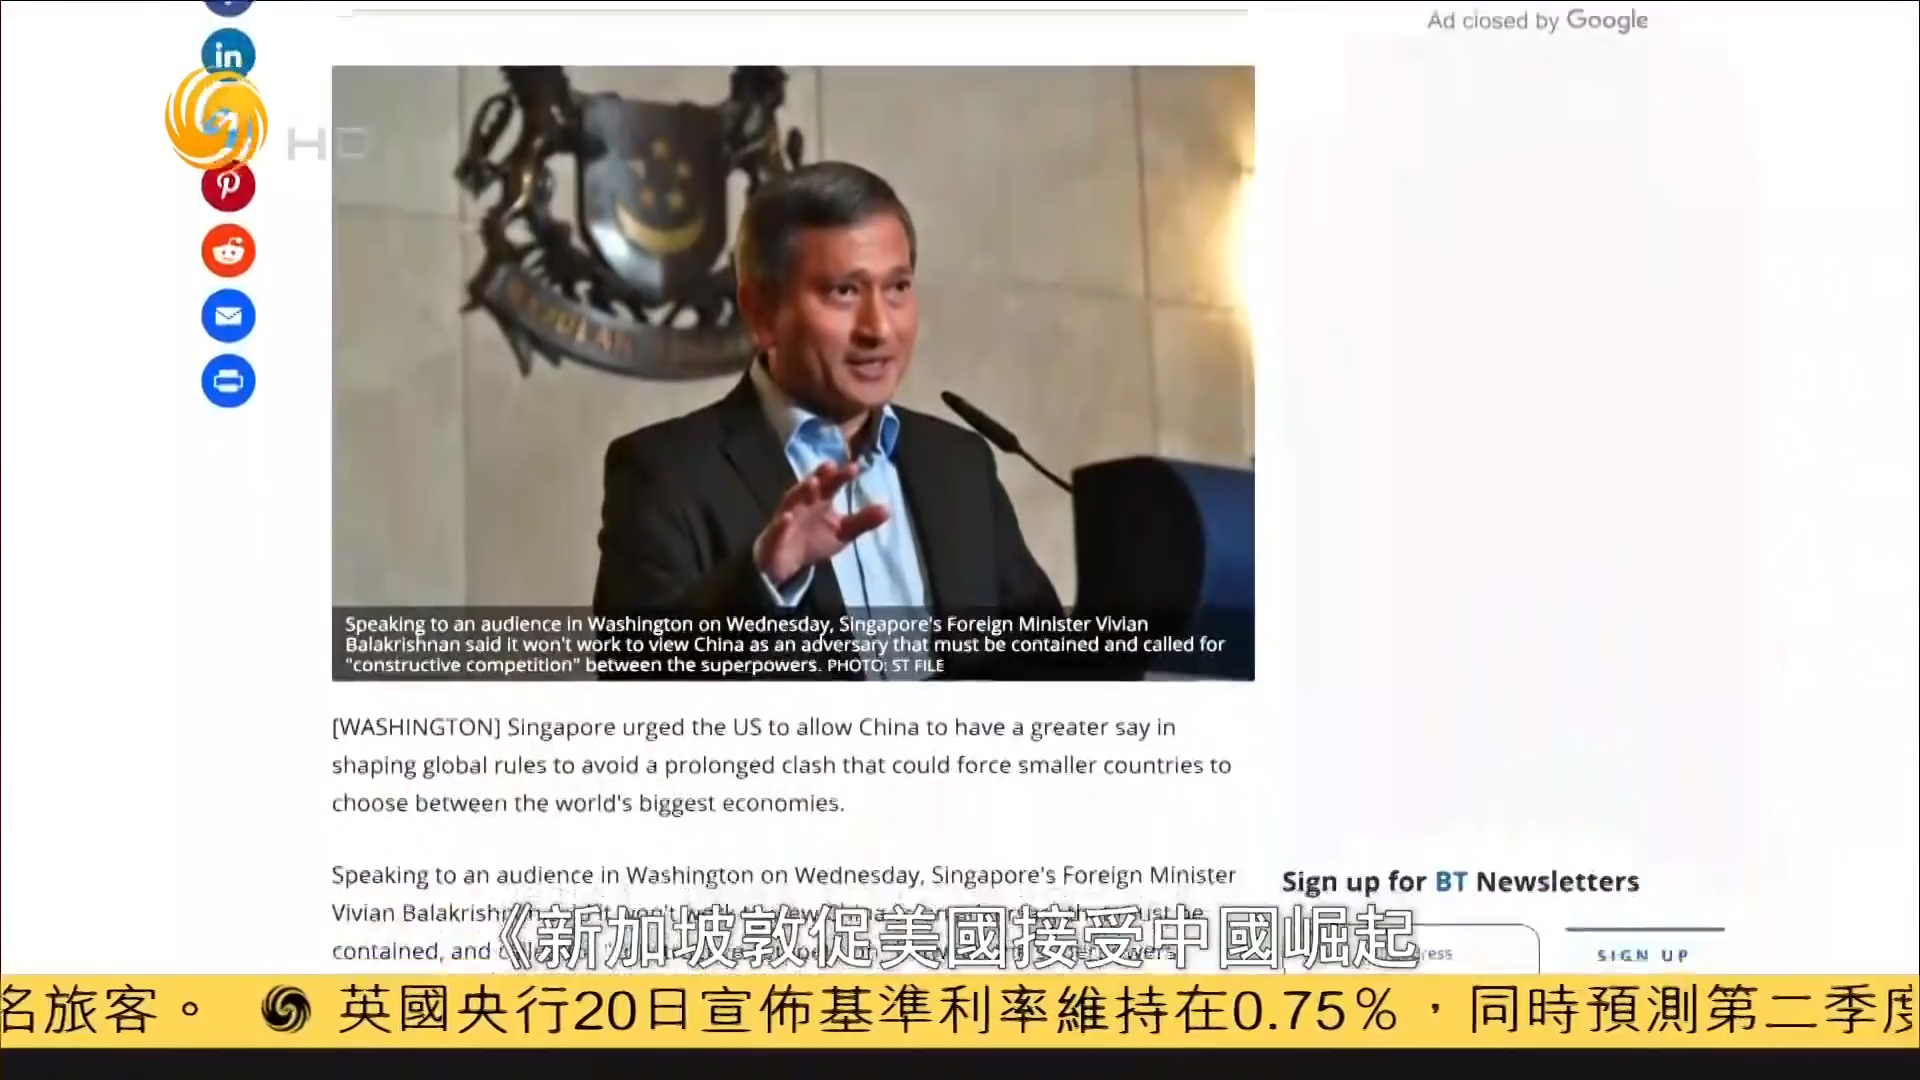 Ad closed by Google
in
HD
Speaking to an audience in Washington on Wednesday, Singapore's Foreign Minister Vivian
Balakrishnan said it won't work to view China as an adversary that must be contained and called for
"constructive competition" between the superpowers. PHOTO: ST FILE
[WASHINGTON] Singapore urged the US to allow China to have a greater say in
shaping global rules to avoid a prolonged clash that could force smaller countries to
choose between the world's biggest economies.
Speaking to an audience in Washington on Wednesday, Singapore's Foreign Minister
Vivian
contained, and
Sign up for BT Newsletters
SIGN UP
《新加坡敦促美國接受中國崛起
名旅客。 英國央行20日宣佈基準利率維持在0.75%,同時預測第二季度